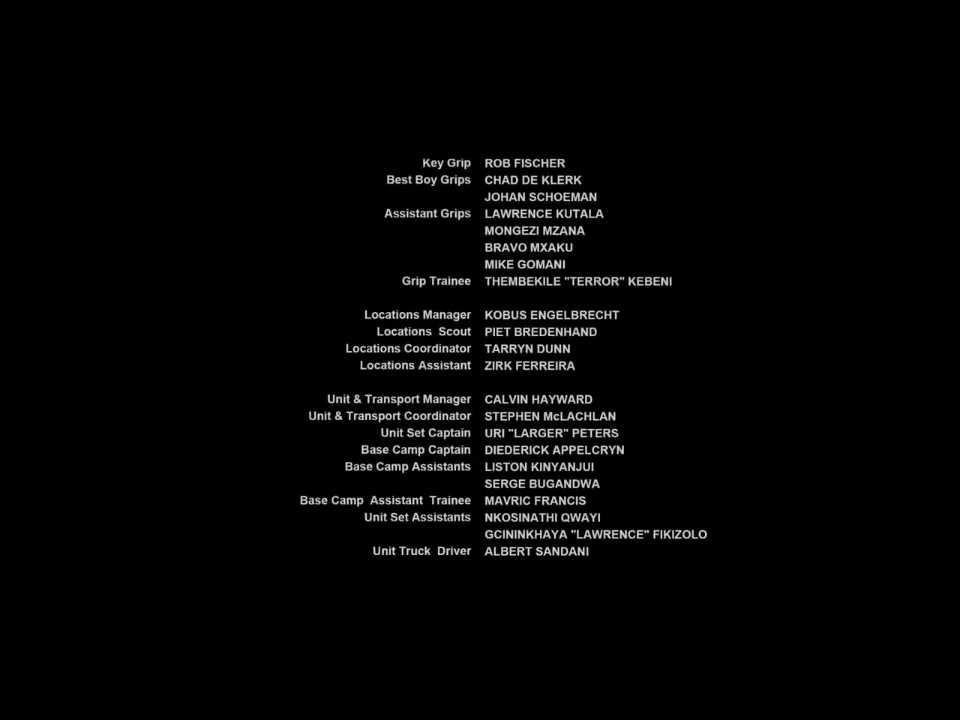 Key Grip ROB FISCHER
Best Boy Grips CHAD DE KLERK
JOHAN SCHOEMAN
Assistant Grips LAWRENCE KUTALA
MONGEZI MZANA
BRAVO MXAKU
MIKE GOMANI
Grip Trainee THEMBEKILE "TERROR" KEBENI
Locations Manager KOBUS ENGELBRECHT
Locations Scout PIET BREDENHAND
Locations Coordinator TARRYN DUNN
Locations Assistant ZIRK FERREIRA
Unit & Transport Manager CALVIN HAYWARD
Unit & Transport Coordinator STEPHEN McLACHLAN
Unit Set Captain URI "LARGER" PETERS
Base Camp Captain DIEDERICK APPELCRYN
Base Camp Assistants LISTON KINYANJUI
SERGE BUGANDWA
Base Camp Assistant Trainee MAVRIC FRANCIS
Unit Set Assistants NKOSINATHI QWAYI
GCININKHAYA "LAWRENCE" FIKIZOLO
Unit Truck Driver ALBERT SANDANI